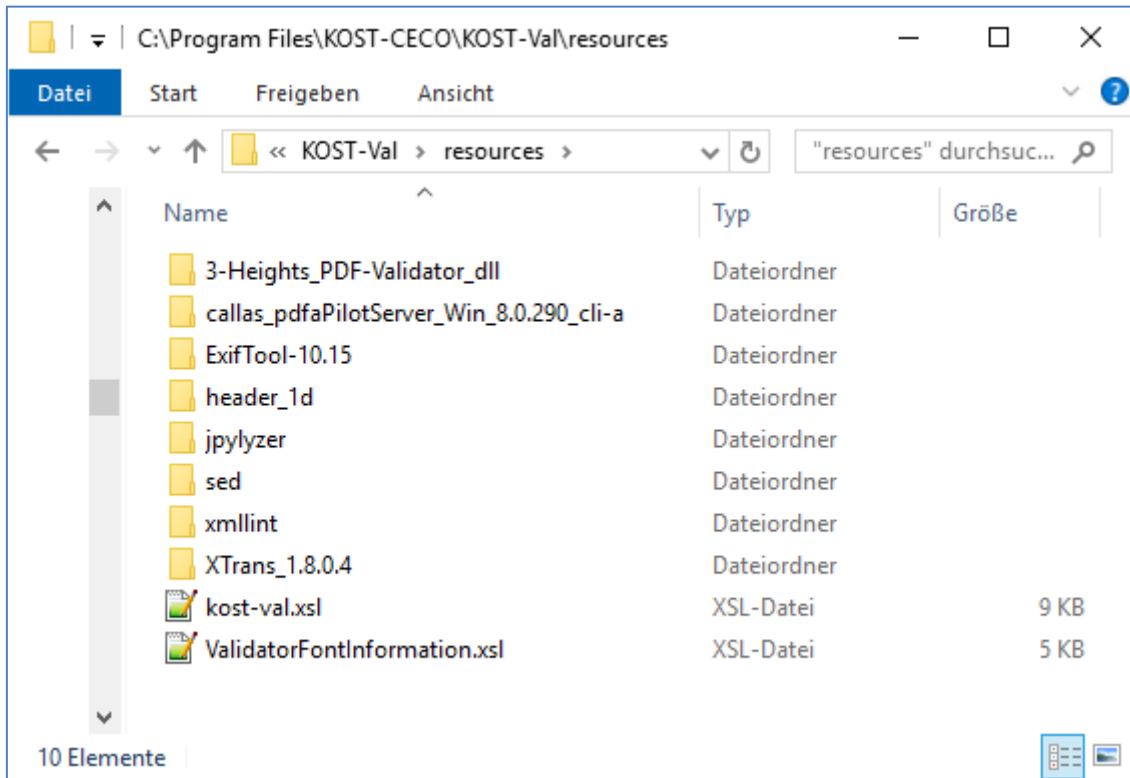 C:\Program Files\KOST-CECO\KOST-Val\resources
Datei Start Freigeben Ansicht ?
« KOST-Val > resources > "resources" durchsuc...
Name Typ Größe
3-Heights_PDF-Validator_dll Dateiordner
callas_pdfaPilotServer_Win_8.0.290_cli-a Dateiordner
ExifTool-10.15 Dateiordner
header_1d Dateiordner
jpylyzer Dateiordner
sed Dateiordner
xmllint Dateiordner
XTrans_1.8.0.4 Dateiordner
kost-val.xsl XSL-Datei 9 KB
ValidatorFontInformation.xsl XSL-Datei 5 KB
10 Elemente